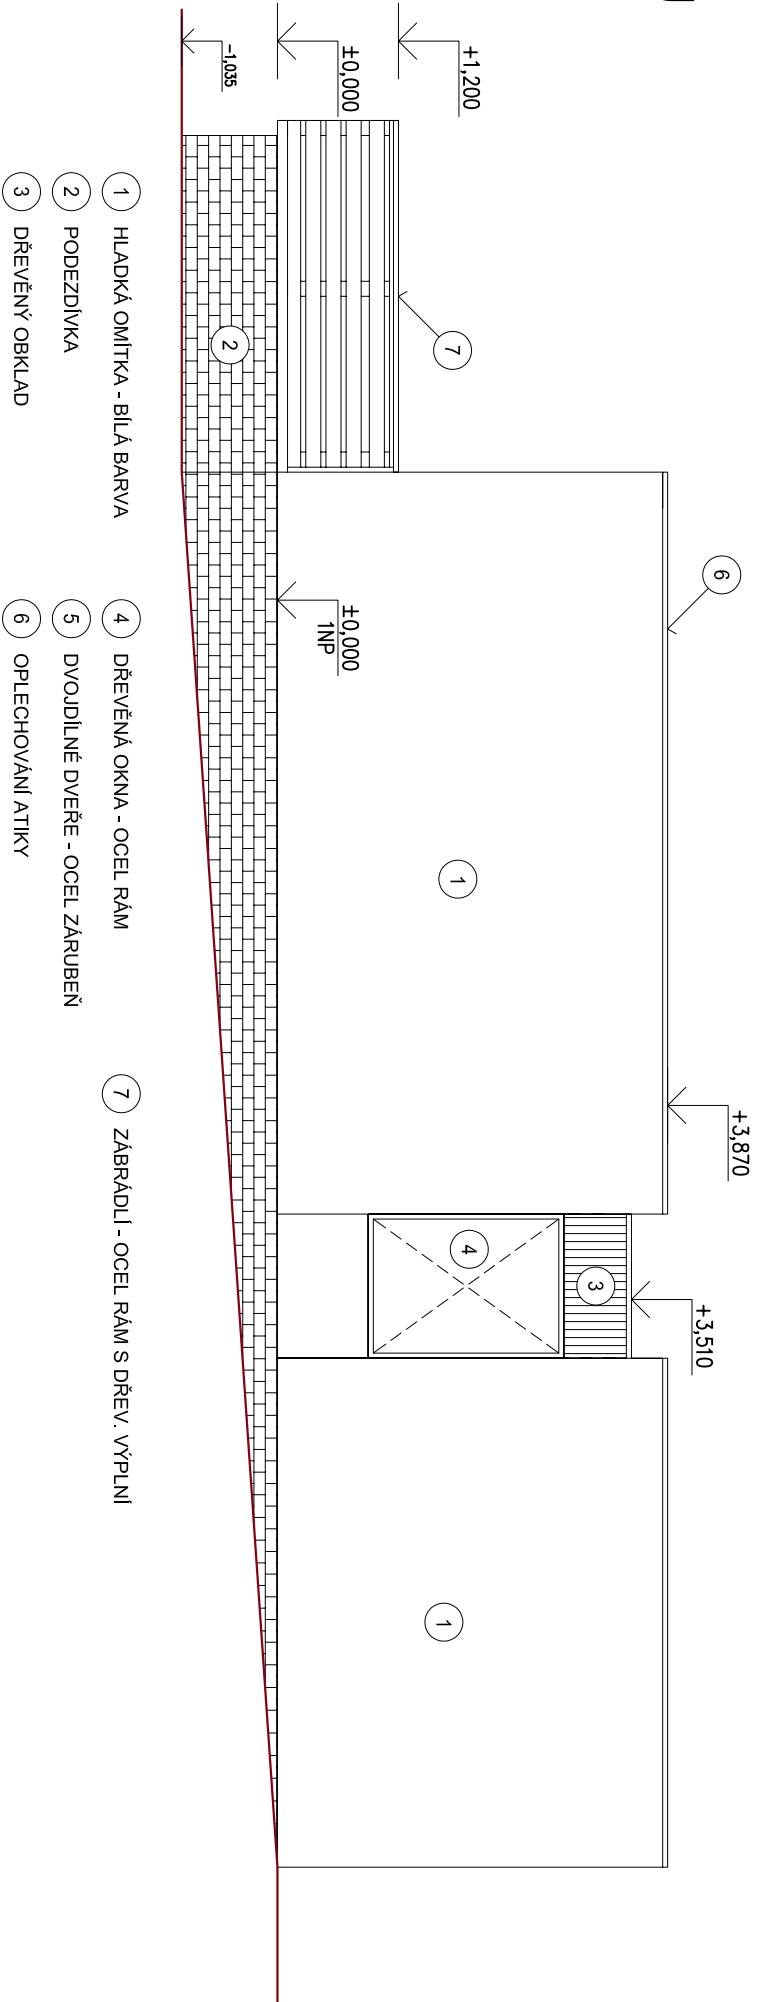 +1,200
±0,000
-1,035
7
2
6
±0,000
1NP
1
+3,870
4
3
+3,510
1
1 HLADKÁ OMÍTKA - BÍLÁ BARVA
2 PODEZDÍVKA
3 DŘEVĚNÝ OBKLAD
4 DŘEVĚNÁ OKNA - OCEL RÁM
5 DVOJDÍLNÉ DVEŘE - OCEL ZÁRUBEŇ
6 OPLECHOVÁNÍ ATIKY
7 ZÁBRADLÍ - OCEL RÁM S DŘEV. VÝPLNÍ